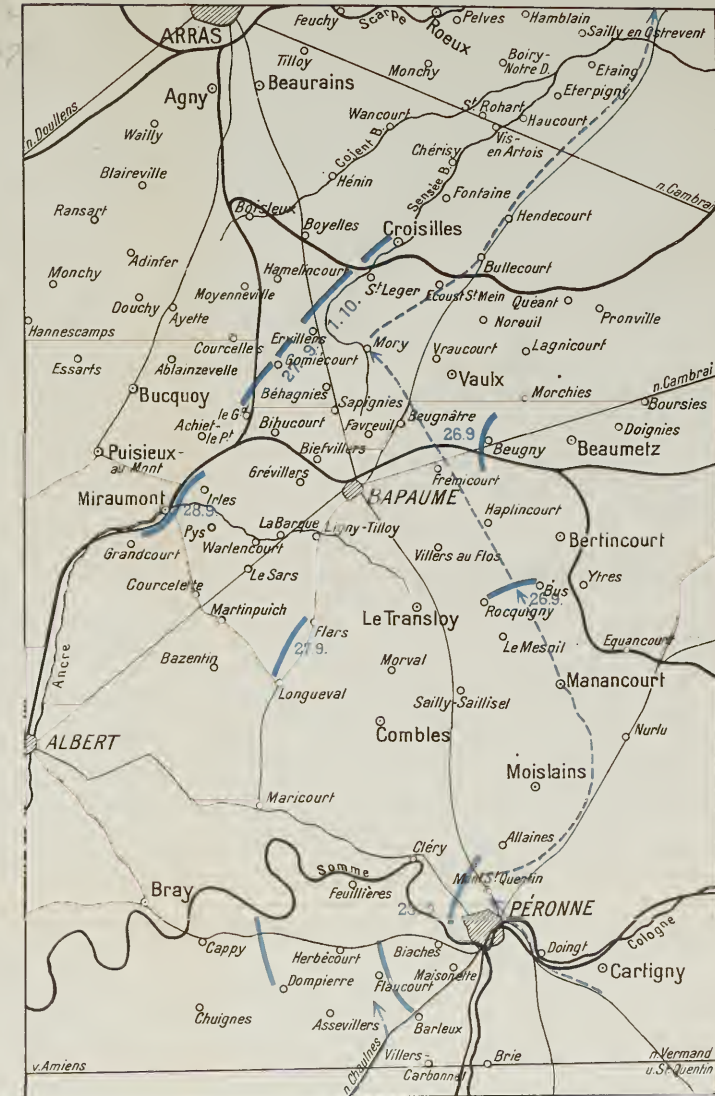 Feuchy
Scarpe
Roeux
Pelves
Hamblain
Sailly en Ostrevent
ARRAS
Tilloy
Monchy
Boiry-
Notre D.
Etaing
Eterpigny
Agny
Beaurains
Wancourt
St Rohart
Haucourt
n. Doullens
Wailly
Cojeul B.
Vis-
en Artois
Chérisy
Blaireville
Hénin
Sensée B.
Fontaine
n. Cambrai
Ransart
Boisleux
Boyelles
Croisilles
Hendecourt
Adinfer
Bullecourt
Monchy
Hamelincourt
St Leger
Ecoust St Mein
Quéant
Douchy
Moyenneville
Ayette
1.10.
Noreuil
Pronville
Hannescamps
Courcelles
Ervillers
Mory
Vraucourt
Lagnicourt
Essarts
Ablainzevelle
Gomiécourt
27.9.
Vaulx
n. Cambrai
Bucquoy
Béhagnies
Sapignies
Morchies
Boursies
le Gd
Achiet-
le Pt
Bihucourt
Favreuil
Beugnâtre
26.9
Beugny
Doignies
Beaumetz
Puisieux-
au Mont
Biefvillers
Frémicourt
Grévillers
BAPAUME
Miraumont
Irles
28.9.
Haplincourt
Pys
La Barque
Ligny-Tilloy
Warlencourt
Bertincourt
Grandcourt
Villers au Flos
Le Sars
Courcelette
Bus
Ytres
26.9.
Rocquigny
Martinpuich
Flers
27.9.
Le Transloy
Le Mesnil
Equancourt
Ancre
Bazentin
Morval
Manancourt
Longueval
Sailly-Saillisel
Combles
Nurlu
ALBERT
Moislains
Maricourt
Allaines
Cléry
Somme
Mont St Quentin
Feuillières
Bray
PÉRONNE
Cappy
Herbécourt
Biaches
Doingt
Cologne
Dompierre
Flaucourt
Maisonette
Cartigny
Chuignes
Assevillers
Barleux
v. Amiens
n. Chaulnes
Villers-
Carbonnel
Brie
n. Vermand
u. St. Quentin